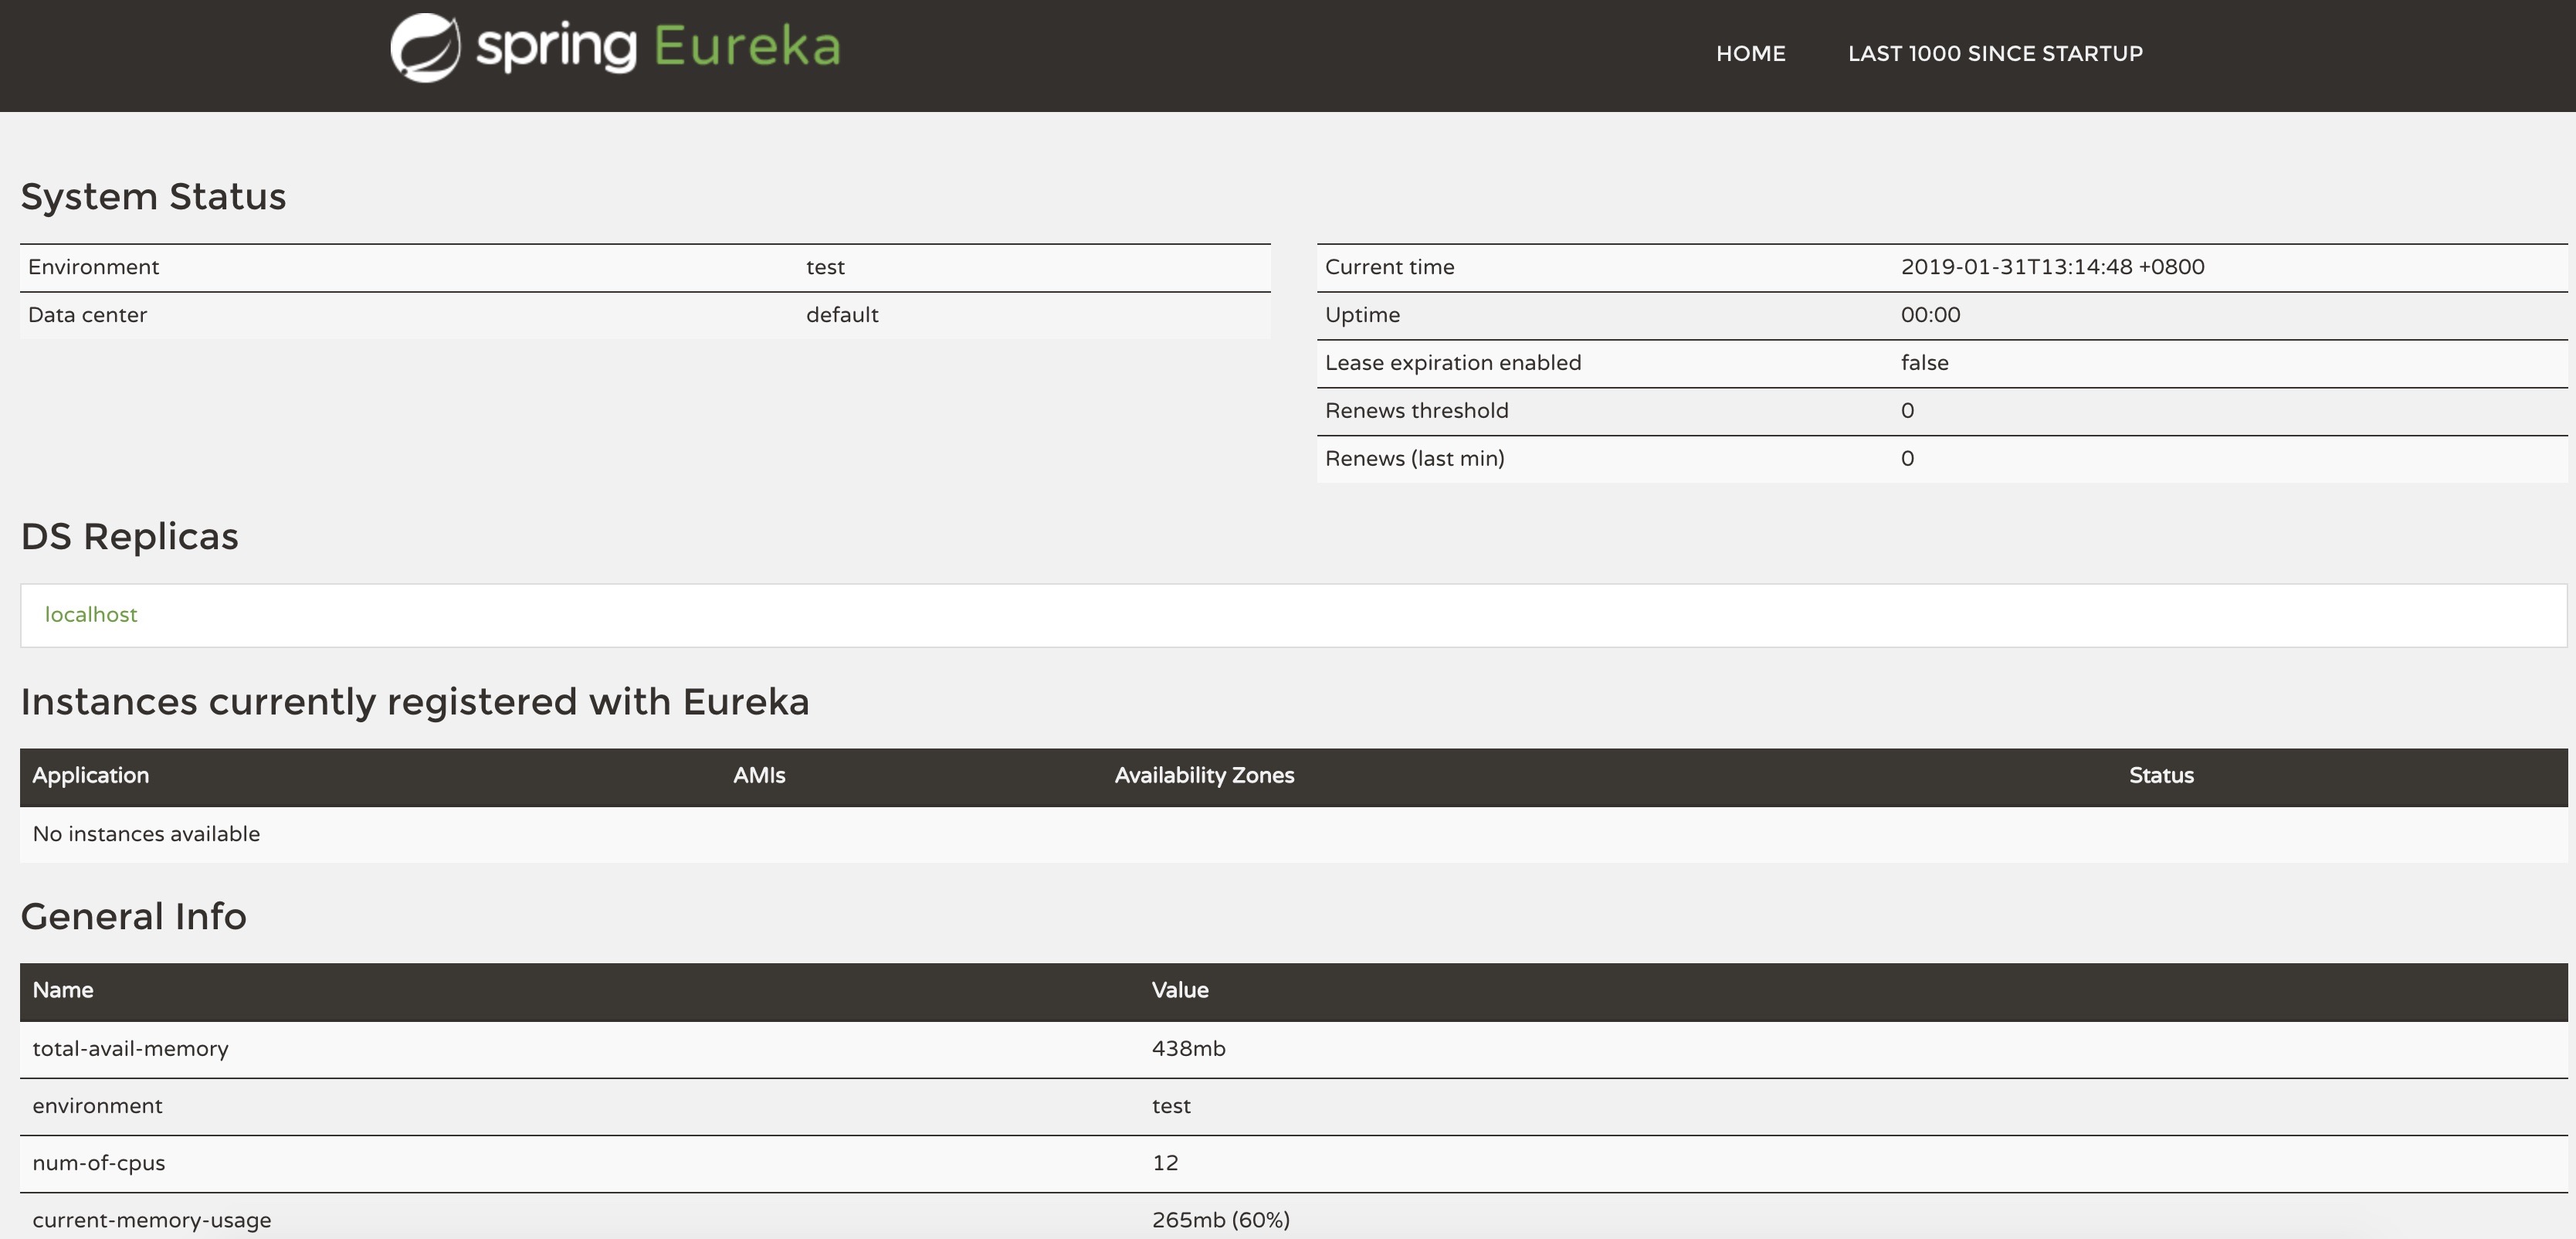 spring Eureka
HOME LAST 1000 SINCE STARTUP
System Status
Environment test
Data center default
Current time 2019-01-31T13:14:48 +0800
Uptime 00:00
Lease expiration enabled false
Renews threshold 0
Renews (last min) 0
DS Replicas
localhost
Instances currently registered with Eureka
Application AMIs Availability Zones Status
No instances available
General Info
Name Value
total-avail-memory 438mb
environment test
num-of-cpus 12
current-memory-usage 265mb (60%)